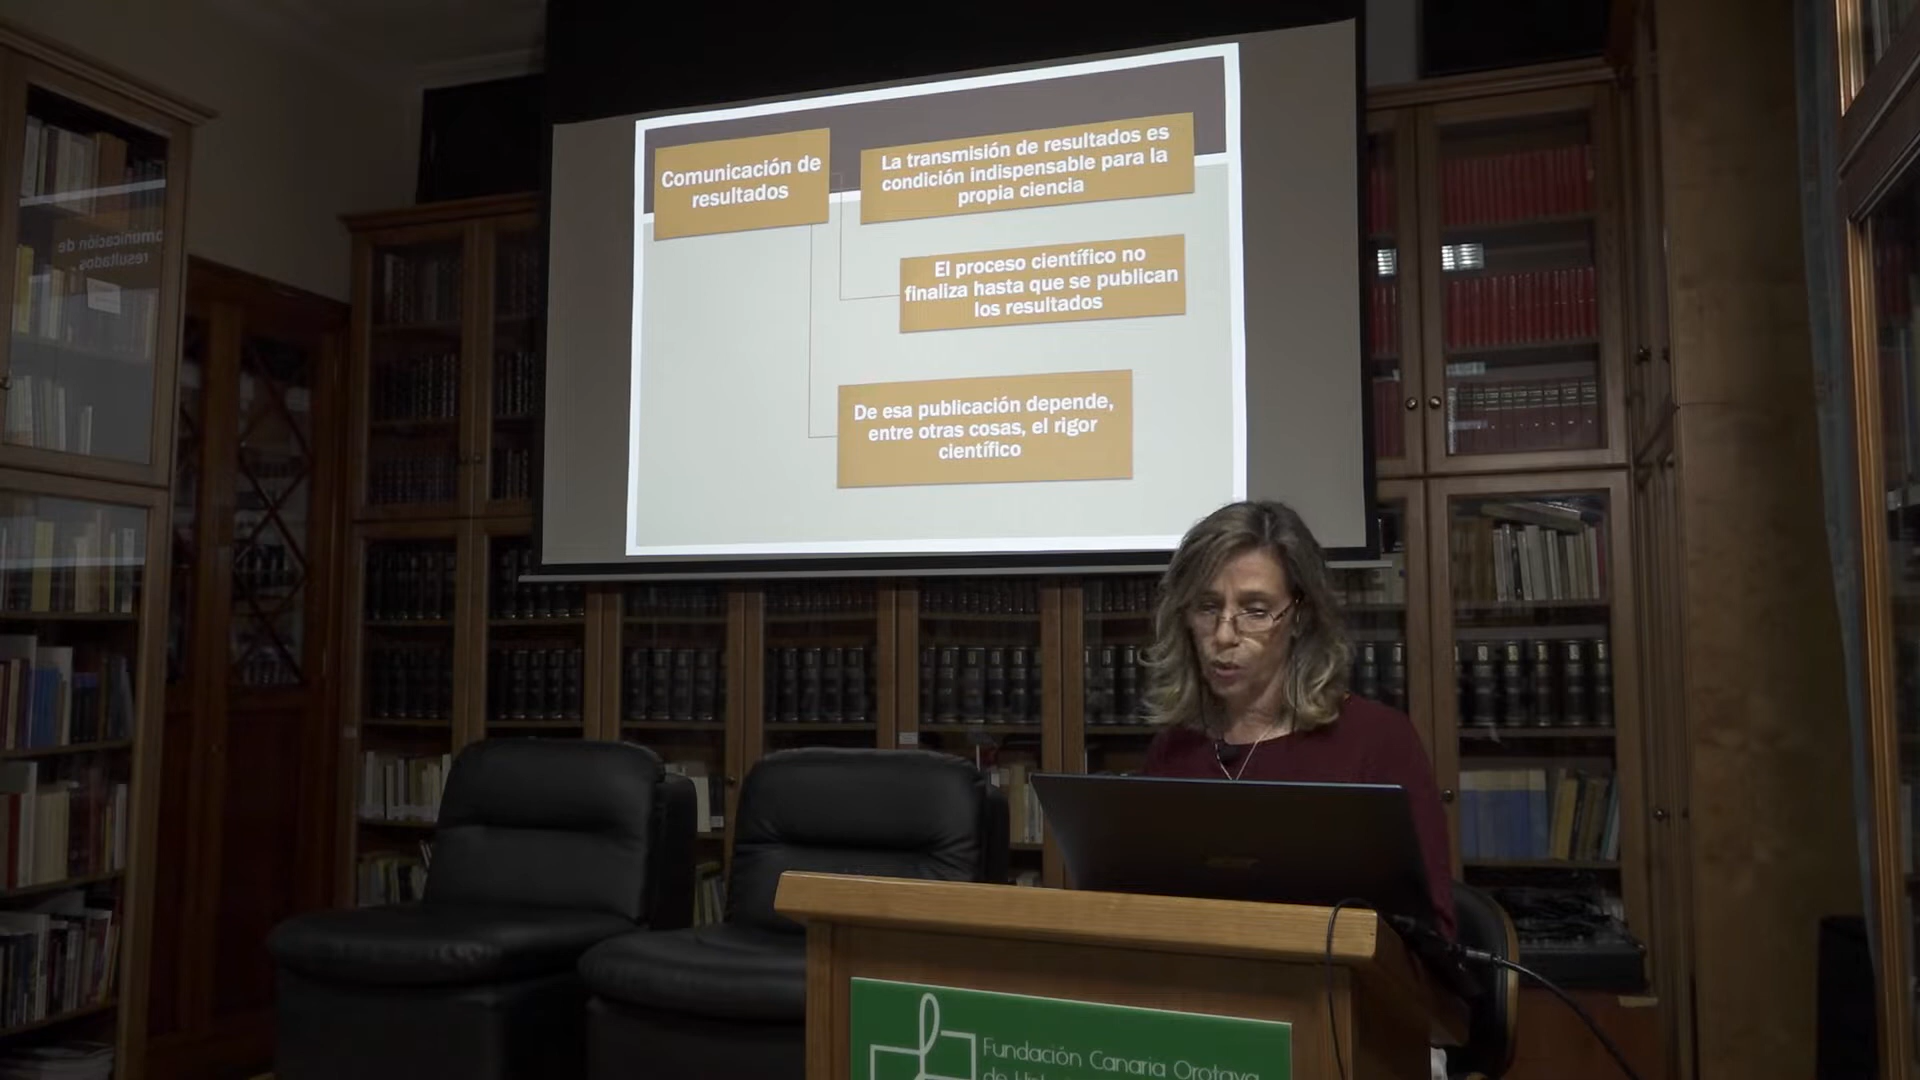 Comunicación de
resultados
La transmisión de resultados es
condición indispensable para la
propia ciencia
El proceso científico no
finaliza hasta que se publican
los resultados
De esa publicación depende,
entre otras cosas, el rigor
científico
Fundación Canaria Orotava